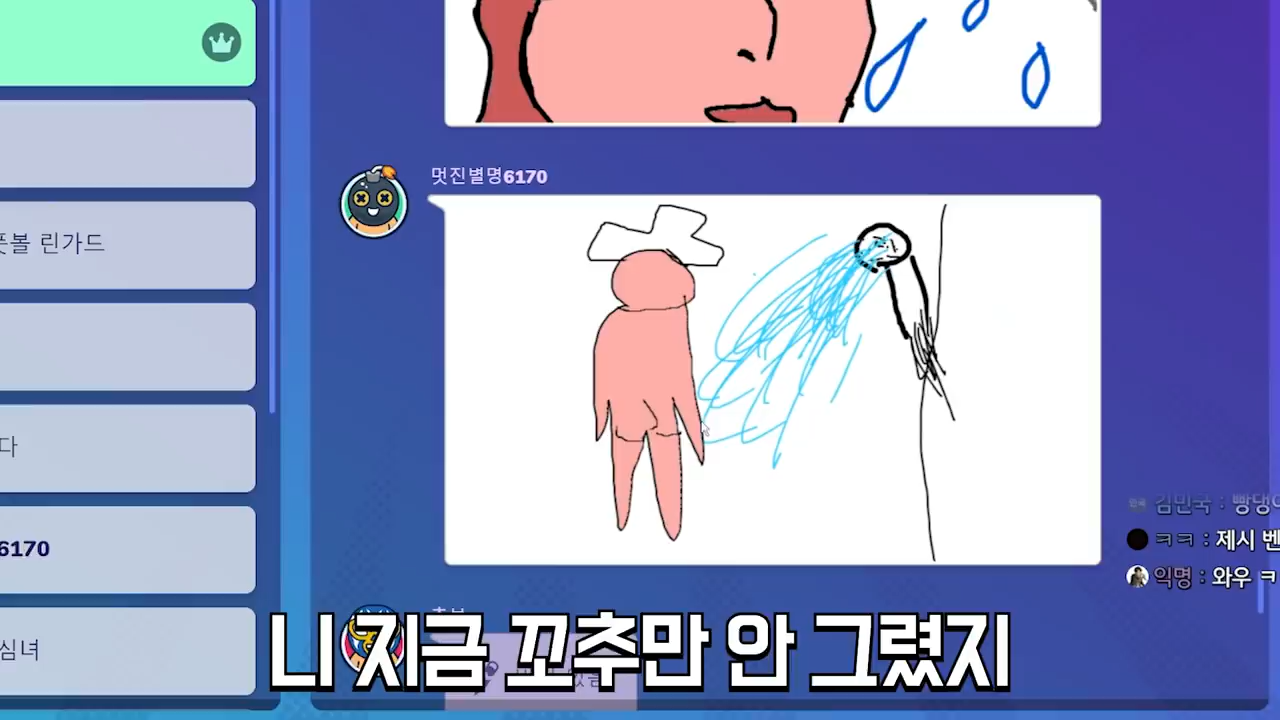 멋진별명6170
풋볼 린가드
다
6170
심녀
김민국 : 빵댕이
ㅋㅋ : 제시 벤
익명 : 와우 ㅋ
니 지금 꼬추만 안 그렸지